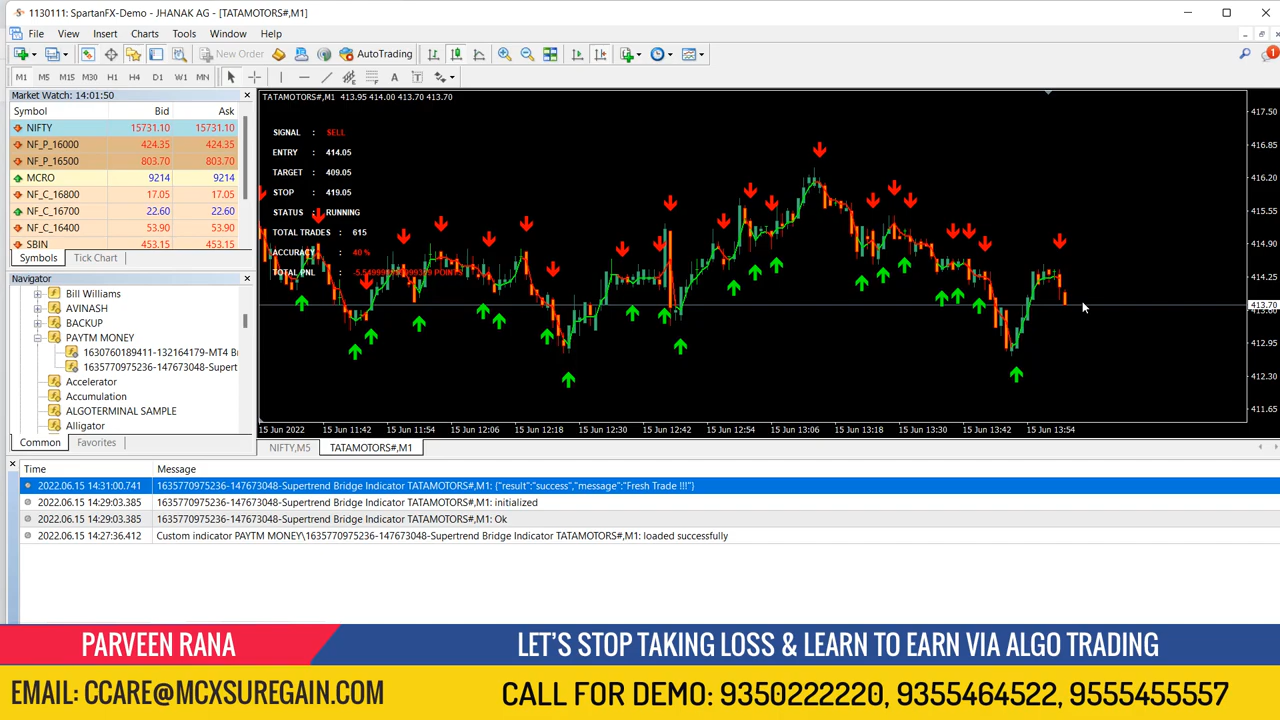 1130111: SpartanFX-Demo - JHANAK AG - [TATAMOTORS#,M1]
File View Insert Charts Tools Window Help
New Order AutoTrading
M1 M5 M15 M30 H1 H4 D1 W1 MN
Market Watch: 14:01:50
Symbol Bid Ask
NIFTY 15731.10 15731.10
NF_P_16000 424.35 424.35
NF_P_16500 803.70 803.70
MCRO 9214 9214
NF_C_16800 17.05 17.05
NF_C_16700 22.60 22.60
NF_C_16400 53.90 53.90
SBIN 453.15 453.15
Symbols Tick Chart
Navigator
Bill Williams
AVINASH
BACKUP
PAYTM MONEY
1630760189411-132164179-MT4 B
1635770975236-147673048-Supert
Accelerator
Accumulation
ALGOTERMINAL SAMPLE
Alligator
Common Favorites
TATAMOTORS#,M1 413.95 414.00 413.70 413.70
SIGNAL : SELL
ENTRY : 414.05
TARGET : 409.05
STOP : 419.05
STATUS : RUNNING
TOTAL TRADES : 615
ACCURACY : 40 %
TOTAL PNL : POINTS
417.50
416.85
416.20
415.55
414.90
414.25
413.70
413.60
412.95
412.30
411.65
15 Jun 2022 15 Jun 11:42 15 Jun 11:54 15 Jun 12:06 15 Jun 12:18 15 Jun 12:30 15 Jun 12:42 15 Jun 12:54 15 Jun 13:06 15 Jun 13:18 15 Jun 13:30 15 Jun 13:42 15 Jun 13:54
NIFTY,M5 TATAMOTORS#,M1
Time Message
2022.06.15 14:31:00.741 1635770975236-147673048-Supertrend Bridge Indicator TATAMOTORS#,M1: {"result":"success","message":"Fresh Trade !!!"}
2022.06.15 14:29:03.385 1635770975236-147673048-Supertrend Bridge Indicator TATAMOTORS#,M1: initialized
2022.06.15 14:29:03.385 1635770975236-147673048-Supertrend Bridge Indicator TATAMOTORS#,M1: Ok
2022.06.15 14:27:36.412 Custom indicator PAYTM MONEY\1635770975236-147673048-Supertrend Bridge Indicator TATAMOTORS#,M1: loaded successfully
PARVEEN RANA
LET'S STOP TAKING LOSS & LEARN TO EARN VIA ALGO TRADING
EMAIL: CCARE@MCXSUREGAIN.COM
CALL FOR DEMO: 9350222220, 9355464522, 9555455557